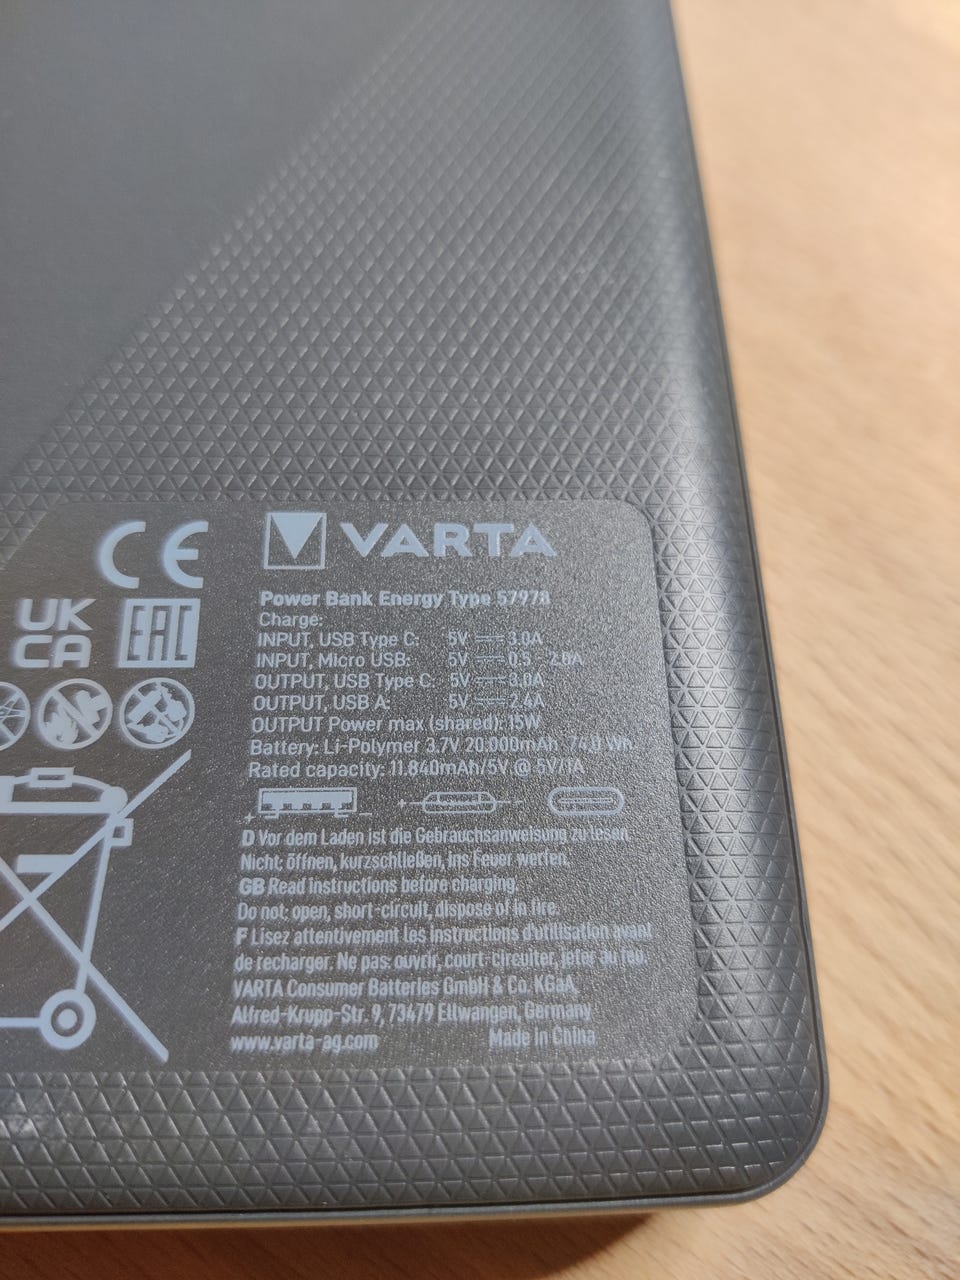 CE
VARTA
UK
CA
EAC
Power Bank Energy Type 57978
Charge:
INPUT, USB Type C: 5V ⎓ 3.0A
INPUT, Micro USB: 5V ⎓ 0.5 - 2.0A
OUTPUT, USB Type C: 5V ⎓ 3.0A
OUTPUT, USB A: 5V ⎓ 2.4A
OUTPUT Power max (shared): 15W
Battery: Li-Polymer 3.7V 20.000mAh 74,0 Wh
Rated capacity: 11.840mAh/5V @ 5V/1A
+ -
+ -
D Vor dem Laden ist die Gebrauchsanweisung zu lesen.
Nicht: öffnen, kurzschließen, ins Feuer werfen.
GB Read instructions before charging.
Do not: open, short-circuit, dispose of in fire.
F Lisez attentivement les instructions d'utilisation avant
de recharger. Ne pas: ouvrir, court-circuiter, jeter au feu.
VARTA Consumer Batteries GmbH & Co. KGaA,
Alfred-Krupp-Str. 9, 73479 Ellwangen, Germany
www.varta-ag.com Made in China